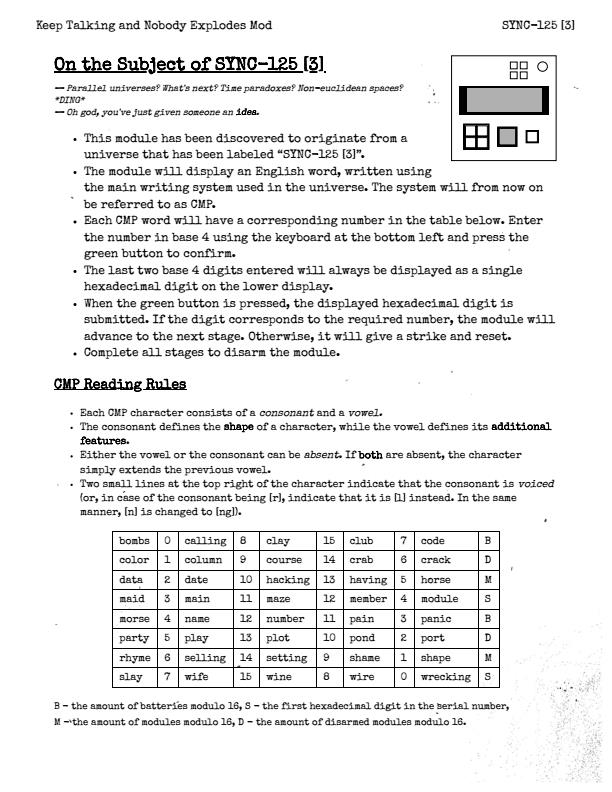 Keep Talking and Nobody Explodes Mod SYNC-125 [3]
On the Subject of SYNC-125 [3]
— Parallel universes? What's next? Time paradoxes? Non-euclidean spaces?
*DING*
— Oh god, you've just given someone an idea.
• This module has been discovered to originate from a
universe that has been labeled “SYNC-125 [3]”.
• The module will display an English word, written using
the main writing system used in the universe. The system will from now on
be referred to as CMP.
• Each CMP word will have a corresponding number in the table below. Enter
the number in base 4 using the keyboard at the bottom left and press the
green button to confirm.
• The last two base 4 digits entered will always be displayed as a single
hexadecimal digit on the lower display.
• When the green button is pressed, the displayed hexadecimal digit is
submitted. If the digit corresponds to the required number, the module will
advance to the next stage. Otherwise, it will give a strike and reset.
• Complete all stages to disarm the module.
CMP Reading Rules
• Each CMP character consists of a consonant and a vowel.
• The consonant defines the shape of a character, while the vowel defines its additional
features.
• Either the vowel or the consonant can be absent. If both are absent, the character
simply extends the previous vowel.
• Two small lines at the top right of the character indicate that the consonant is voiced
(or, in case of the consonant being [r], indicate that it is [l] instead. In the same
manner, [n] is changed to [ng]).
bombs 0 calling 8 clay 15 club 7 code B
color 1 column 9 course 14 crab 6 crack D
data 2 date 10 hacking 13 having 5 horse M
maid 3 main 11 maze 12 member 4 module S
morse 4 name 12 number 11 pain 3 panic B
party 5 play 13 plot 10 pond 2 port D
rhyme 6 selling 14 setting 9 shame 1 shape M
slay 7 wife 15 wine 8 wire 0 wrecking S
B - the amount of batteries modulo 16, S - the first hexadecimal digit in the serial number,
M - the amount of modules modulo 16, D - the amount of disarmed modules modulo 16.